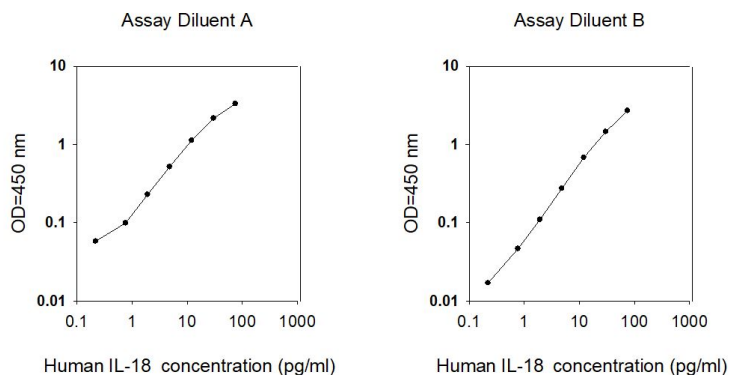 Assay Diluent A
10
1
0.1
0.01
OD=450 nm
0.1 1 10 100 1000
Human IL-18 concentration (pg/ml)
Assay Diluent B
10
1
0.1
0.01
OD=450 nm
0.1 1 10 100 1000
Human IL-18 concentration (pg/ml)